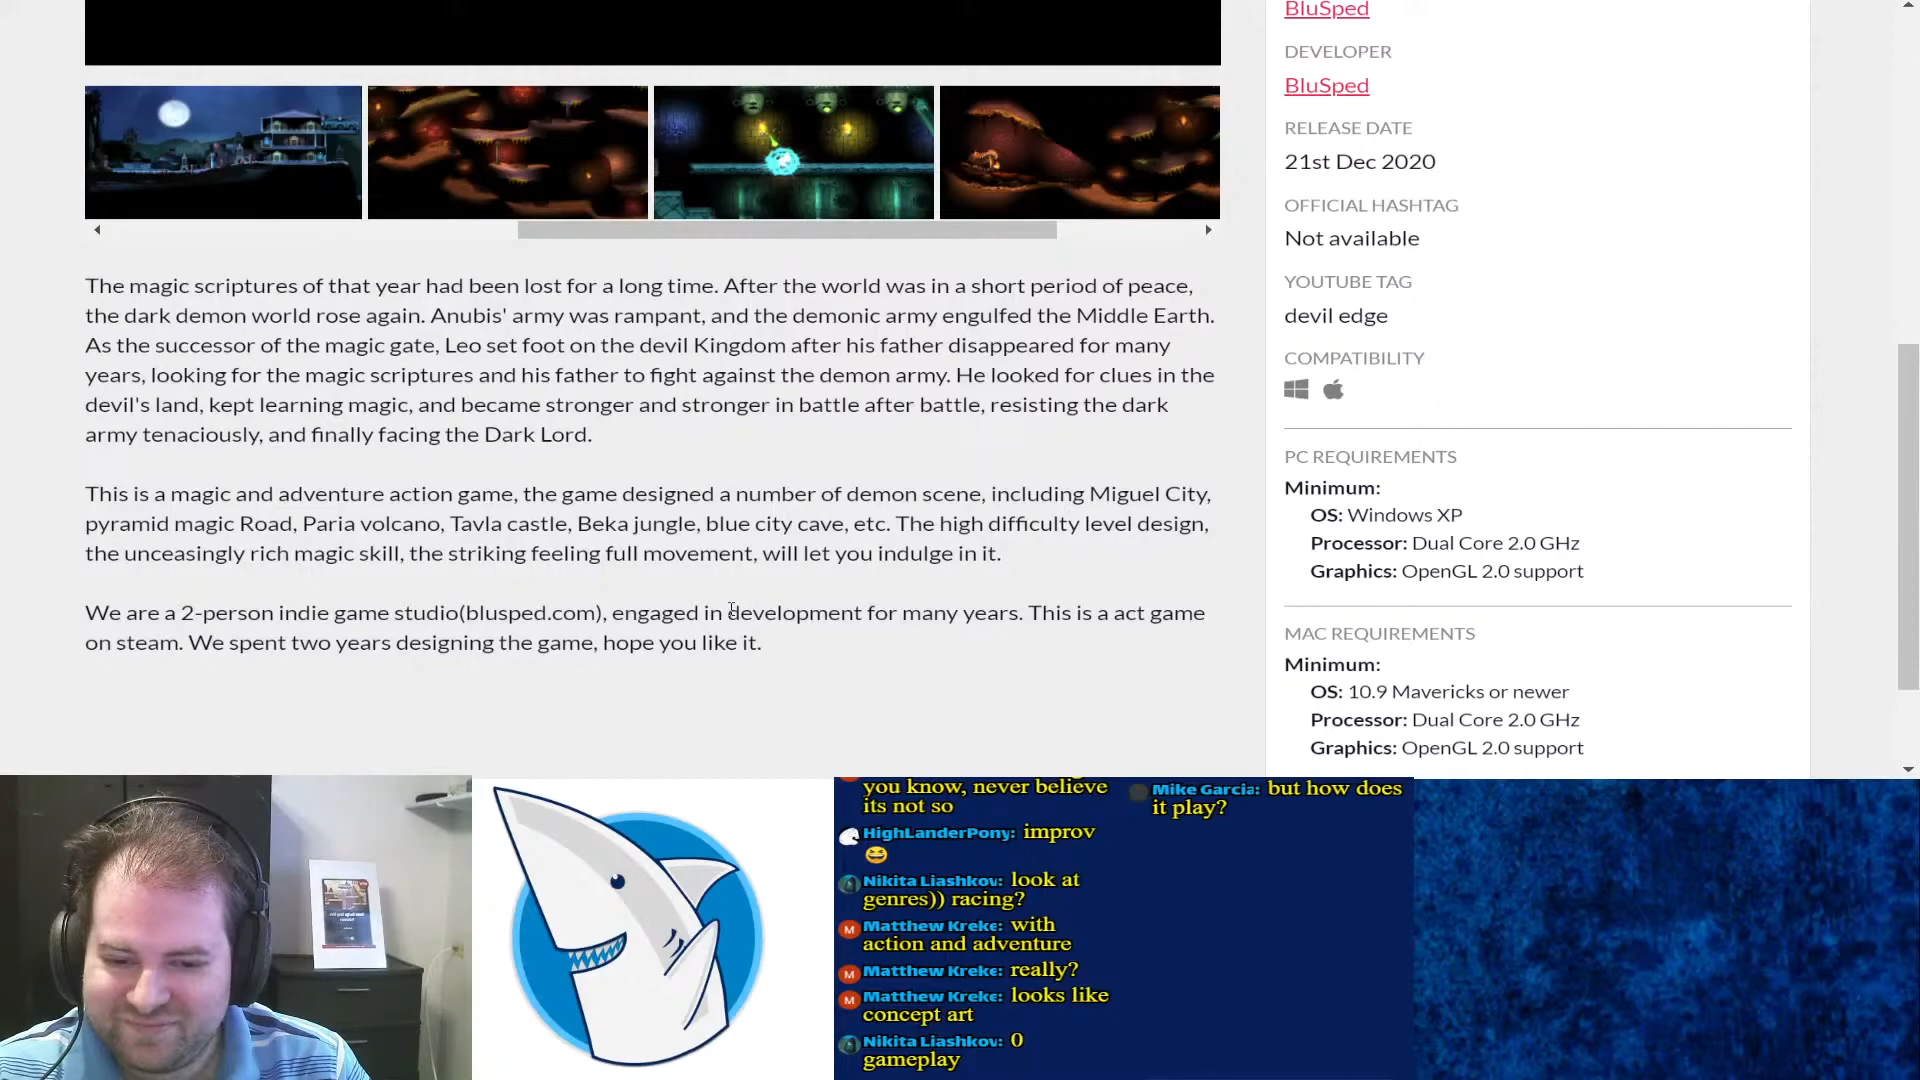 BluSped
DEVELOPER
BluSped
RELEASE DATE
21st Dec 2020
OFFICIAL HASHTAG
Not available
YOUTUBE TAG
devil edge
COMPATIBILITY
PC REQUIREMENTS
Minimum:
OS: Windows XP
Processor: Dual Core 2.0 GHz
Graphics: OpenGL 2.0 support
MAC REQUIREMENTS
Minimum:
OS: 10.9 Mavericks or newer
Processor: Dual Core 2.0 GHz
Graphics: OpenGL 2.0 support
The magic scriptures of that year had been lost for a long time. After the world was in a short period of peace,
the dark demon world rose again. Anubis' army was rampant, and the demonic army engulfed the Middle Earth.
As the successor of the magic gate, Leo set foot on the devil Kingdom after his father disappeared for many
years, looking for the magic scriptures and his father to fight against the demon army. He looked for clues in the
devil's land, kept learning magic, and became stronger and stronger in battle after battle, resisting the dark
army tenaciously, and finally facing the Dark Lord.
This is a magic and adventure action game, the game designed a number of demon scene, including Miguel City,
pyramid magic Road, Paria volcano, Tavla castle, Beka jungle, blue city cave, etc. The high difficulty level design,
the unceasingly rich magic skill, the striking feeling full movement, will let you indulge in it.
We are a 2-person indie game studio(blusped.com), engaged in development for many years. This is a act game
on steam. We spent two years designing the game, hope you like it.
you know, never believe
its not so
HighLanderPony: improv
Nikita Liashkov: look at
genres)) racing?
M Matthew Kreke: with
action and adventure
M Matthew Kreke: really?
M Matthew Kreke: looks like
concept art
Nikita Liashkov: 0
gameplay
Mike Garcia: but how does
it play?